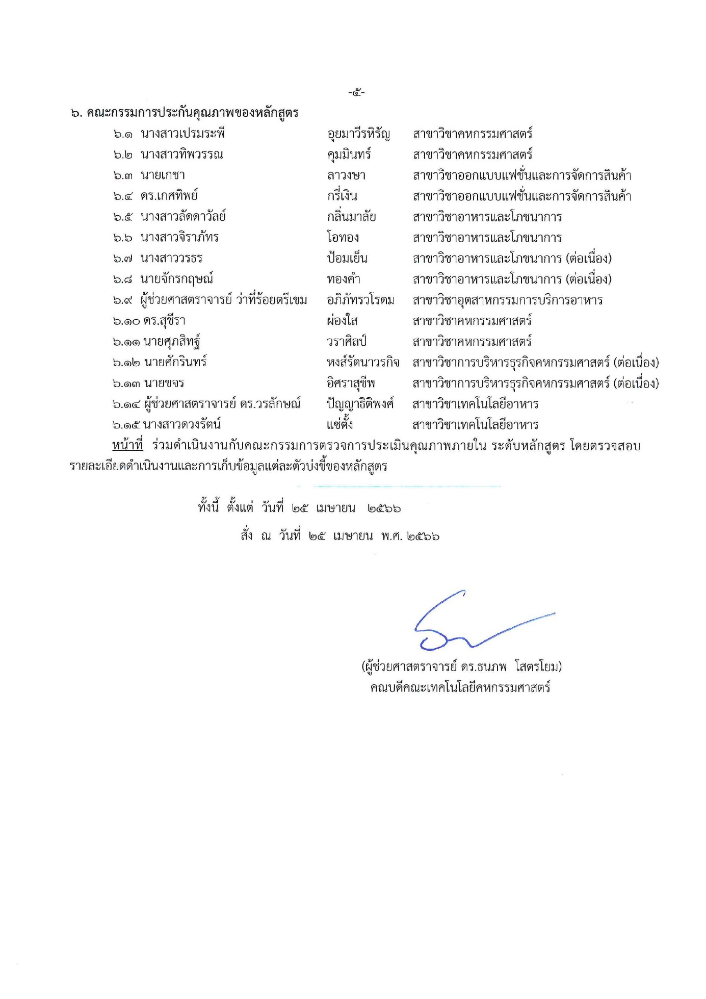 -๕-
๖. คณะกรรมการประกันคุณภาพของหลักสูตร
๖.๑ นางสาวเปรมระพี อุยมาวีรหิรัญ สาขาวิชาคหกรรมศาสตร์
๖.๒ นางสาวทิพวรรณ คุมมินทร์ สาขาวิชาคหกรรมศาสตร์
๖.๓ นายเกชา ลาวงษา สาขาวิชาออกแบบแฟชั่นและการจัดการสินค้า
๖.๔ ดร.เกศทิพย์ กรี่เงิน สาขาวิชาออกแบบแฟชั่นและการจัดการสินค้า
๖.๕ นางสาวลัดดาวัลย์ กลิ่นมาลัย สาขาวิชาอาหารและโภชนาการ
๖.๖ นางสาวจิราภัทร โอทอง สาขาวิชาอาหารและโภชนาการ
๖.๗ นางสาววรธร ป้อมเย็น สาขาวิชาอาหารและโภชนาการ (ต่อเนื่อง)
๖.๘ นายจักรกฤษณ์ ทองคำ สาขาวิชาอาหารและโภชนาการ (ต่อเนื่อง)
๖.๙ ผู้ช่วยศาสตราจารย์ ว่าที่ร้อยตรีเขม อภิภัทรวโรดม สาขาวิชาอุตสาหกรรมการบริการอาหาร
๖.๑๐ ดร.สุชีรา ผ่องใส สาขาวิชาคหกรรมศาสตร์
๖.๑๑ นายศุภสิทฐ์ วราศิลป์ สาขาวิชาคหกรรมศาสตร์
๖.๑๒ นายศักรินทร์ หงส์รัตนาวรกิจ สาขาวิชาการบริหารธุรกิจคหกรรมศาสตร์ (ต่อเนื่อง)
๖.๑๓ นายขจร อิศราสุชีพ สาขาวิชาการบริหารธุรกิจคหกรรมศาสตร์ (ต่อเนื่อง)
๖.๑๔ ผู้ช่วยศาสตราจารย์ ดร.วรลักษณ์ ปัญญาธิติพงศ์ สาขาวิชาเทคโนโลยีอาหาร
๖.๑๕ นางสาวดวงรัตน์ แซ่ตั้ง สาขาวิชาเทคโนโลยีอาหาร
หน้าที่ ร่วมดำเนินงานกับคณะกรรมการตรวจการประเมินคุณภาพภายใน ระดับหลักสูตร โดยตรวจสอบ
รายละเอียดดำเนินงานและการเก็บข้อมูลแต่ละตัวบ่งชี้ของหลักสูตร
ทั้งนี้ ตั้งแต่ วันที่ ๒๕ เมษายน ๒๕๖๖
สั่ง ณ วันที่ ๒๕ เมษายน พ.ศ. ๒๕๖๖
(ผู้ช่วยศาสตราจารย์ ดร.ธนภพ โสตรโยม)
คณบดีคณะเทคโนโลยีคหกรรมศาสตร์